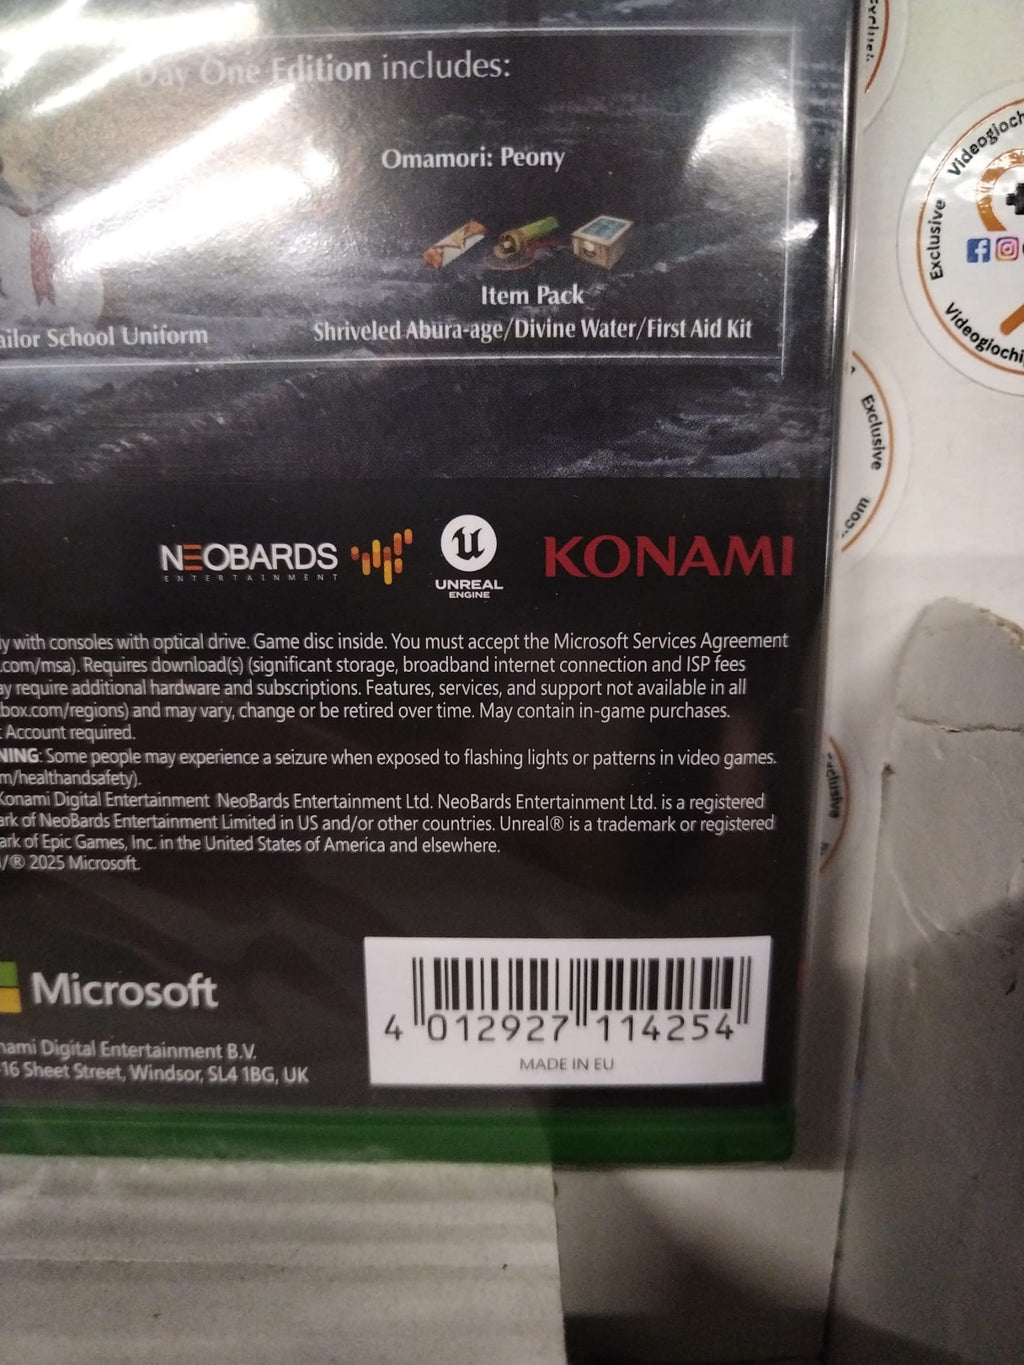 Day One Edition includes:
Omamori: Peony
Item Pack
Shriveled Abura-age/Divine Water/First Aid Kit
School Uniform
NEOBARDS
ENTERTAINMENT
UNREAL
ENGINE
KONAMI
with consoles with optical drive. Game disc inside. You must accept the Microsoft Services Agreement
.com/msa). Requires download(s) (significant storage, broadband internet connection and ISP fees
require additional hardware and subscriptions. Features, services, and support not available in all
box.com/regions) and may vary, change or be retired over time. May contain in-game purchases.
Account required.
NING: Some people may experience a seizure when exposed to flashing lights or patterns in video games.
m/healthandsafety).
Konami Digital Entertainment NeoBards Entertainment Ltd. NeoBards Entertainment Ltd. is a registered
ark of NeoBards Entertainment Limited in US and/or other countries. Unreal® is a trademark or registered
ark of Epic Games, Inc. in the United States of America and elsewhere.
/® 2025 Microsoft.
Microsoft
nami Digital Entertainment B.V.
-16 Sheet Street, Windsor, SL4 1BG, UK
4 012927 114254
MADE IN EU
Videogioch
Exclusive
Videogiochi
Exclusive
.com